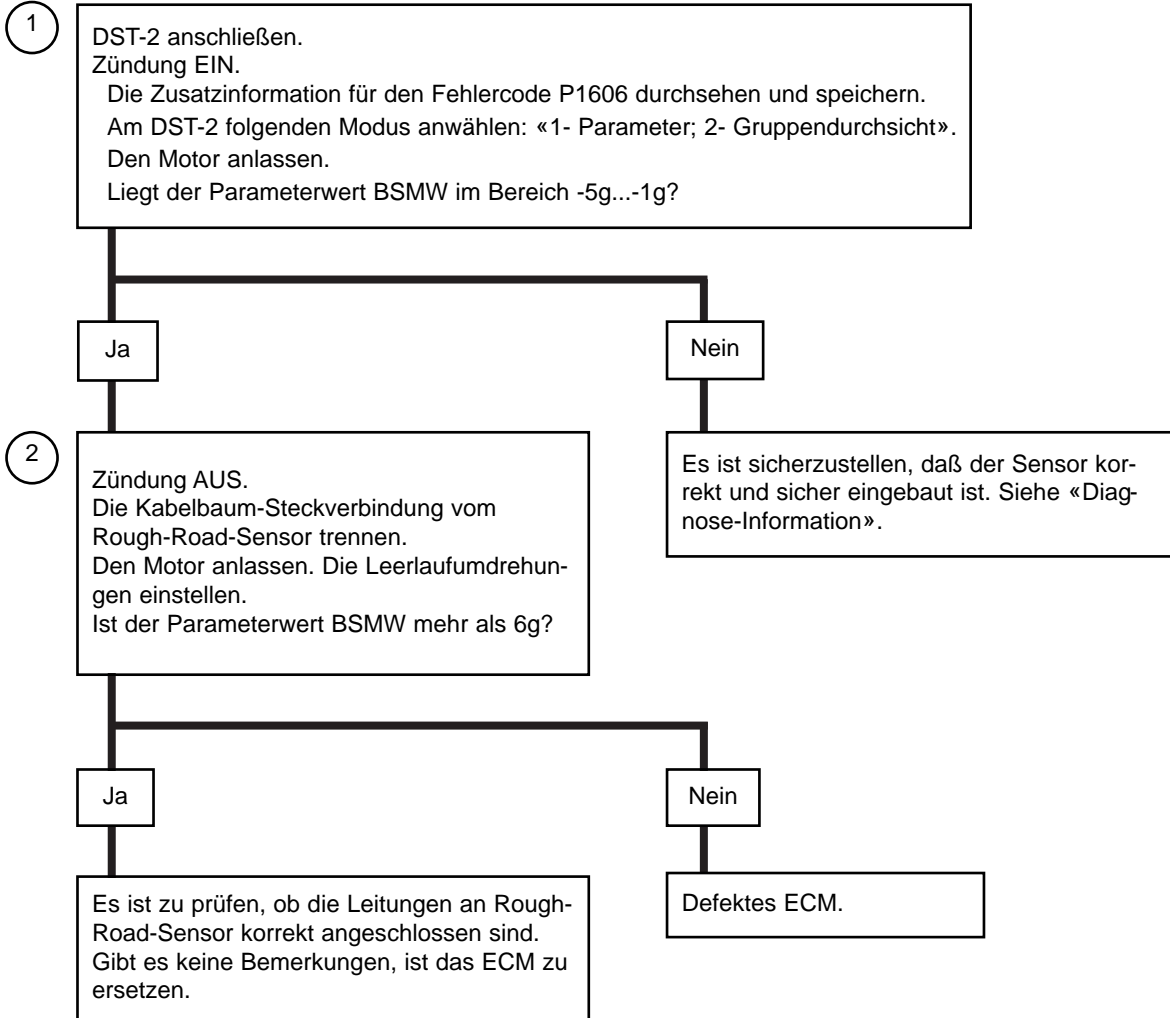 1
DST-2 anschließen.
Zündung EIN.
Die Zusatzinformation für den Fehlercode P1606 durchsehen und speichern.
Am DST-2 folgenden Modus anwählen: «1- Parameter; 2- Gruppendurchsicht».
Den Motor anlassen.
Liegt der Parameterwert BSMW im Bereich -5g...-1g?
Ja
Nein
2
Zündung AUS.
Die Kabelbaum-Steckverbindung vom
Rough-Road-Sensor trennen.
Den Motor anlassen. Die Leerlaufumdrehun-
gen einstellen.
Ist der Parameterwert BSMW mehr als 6g?
Es ist sicherzustellen, daß der Sensor kor-
rekt und sicher eingebaut ist. Siehe «Diag-
nose-Information».
Ja
Nein
Es ist zu prüfen, ob die Leitungen an Rough-
Road-Sensor korrekt angeschlossen sind.
Gibt es keine Bemerkungen, ist das ECM zu
ersetzen.
Defektes ECM.